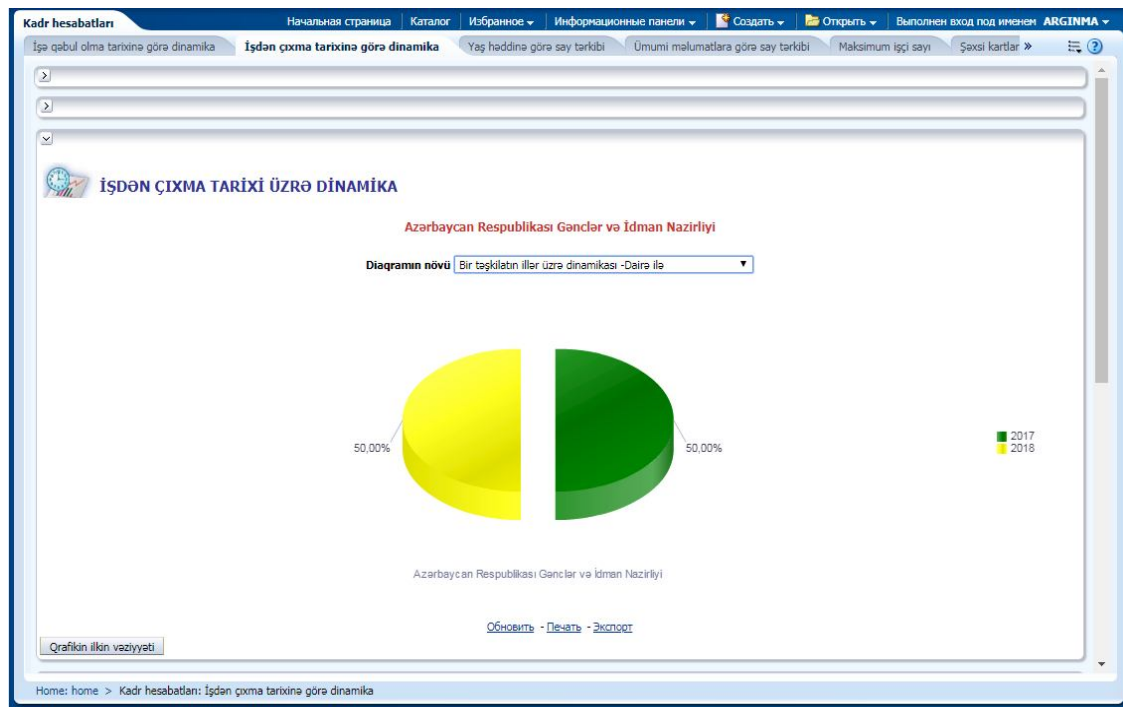 Kadr hesabatları Начальная страница Каталог Избранное Информационные панели Создать Открыть Выполнен вход под именем ARGINMA
İşə qəbul olma tarixinə görə dinamika İşdən çıxma tarixinə görə dinamika Yaş həddinə görə say tərkibi Ümumi məlumatlara görə say tərkibi Maksimum işçi sayı Şəxsi kartlar »
İŞDƏN ÇIXMA TARİXİ ÜZRƏ DİNAMİKA
Azərbaycan Respublikası Gənclər və İdman Nazirliyi
Diaqramın növü Bir təşkilatın illər üzrə dinamikası -Dairə ilə
50,00% 50,00%
2017
2018
Azərbaycan Respublikası Gənclər və İdman Nazirliyi
Обновить - Печать - Экспорт
Qrafikin ilkin vəziyyəti
Home: home > Kadr hesabatları: İşdən çıxma tarixinə görə dinamika